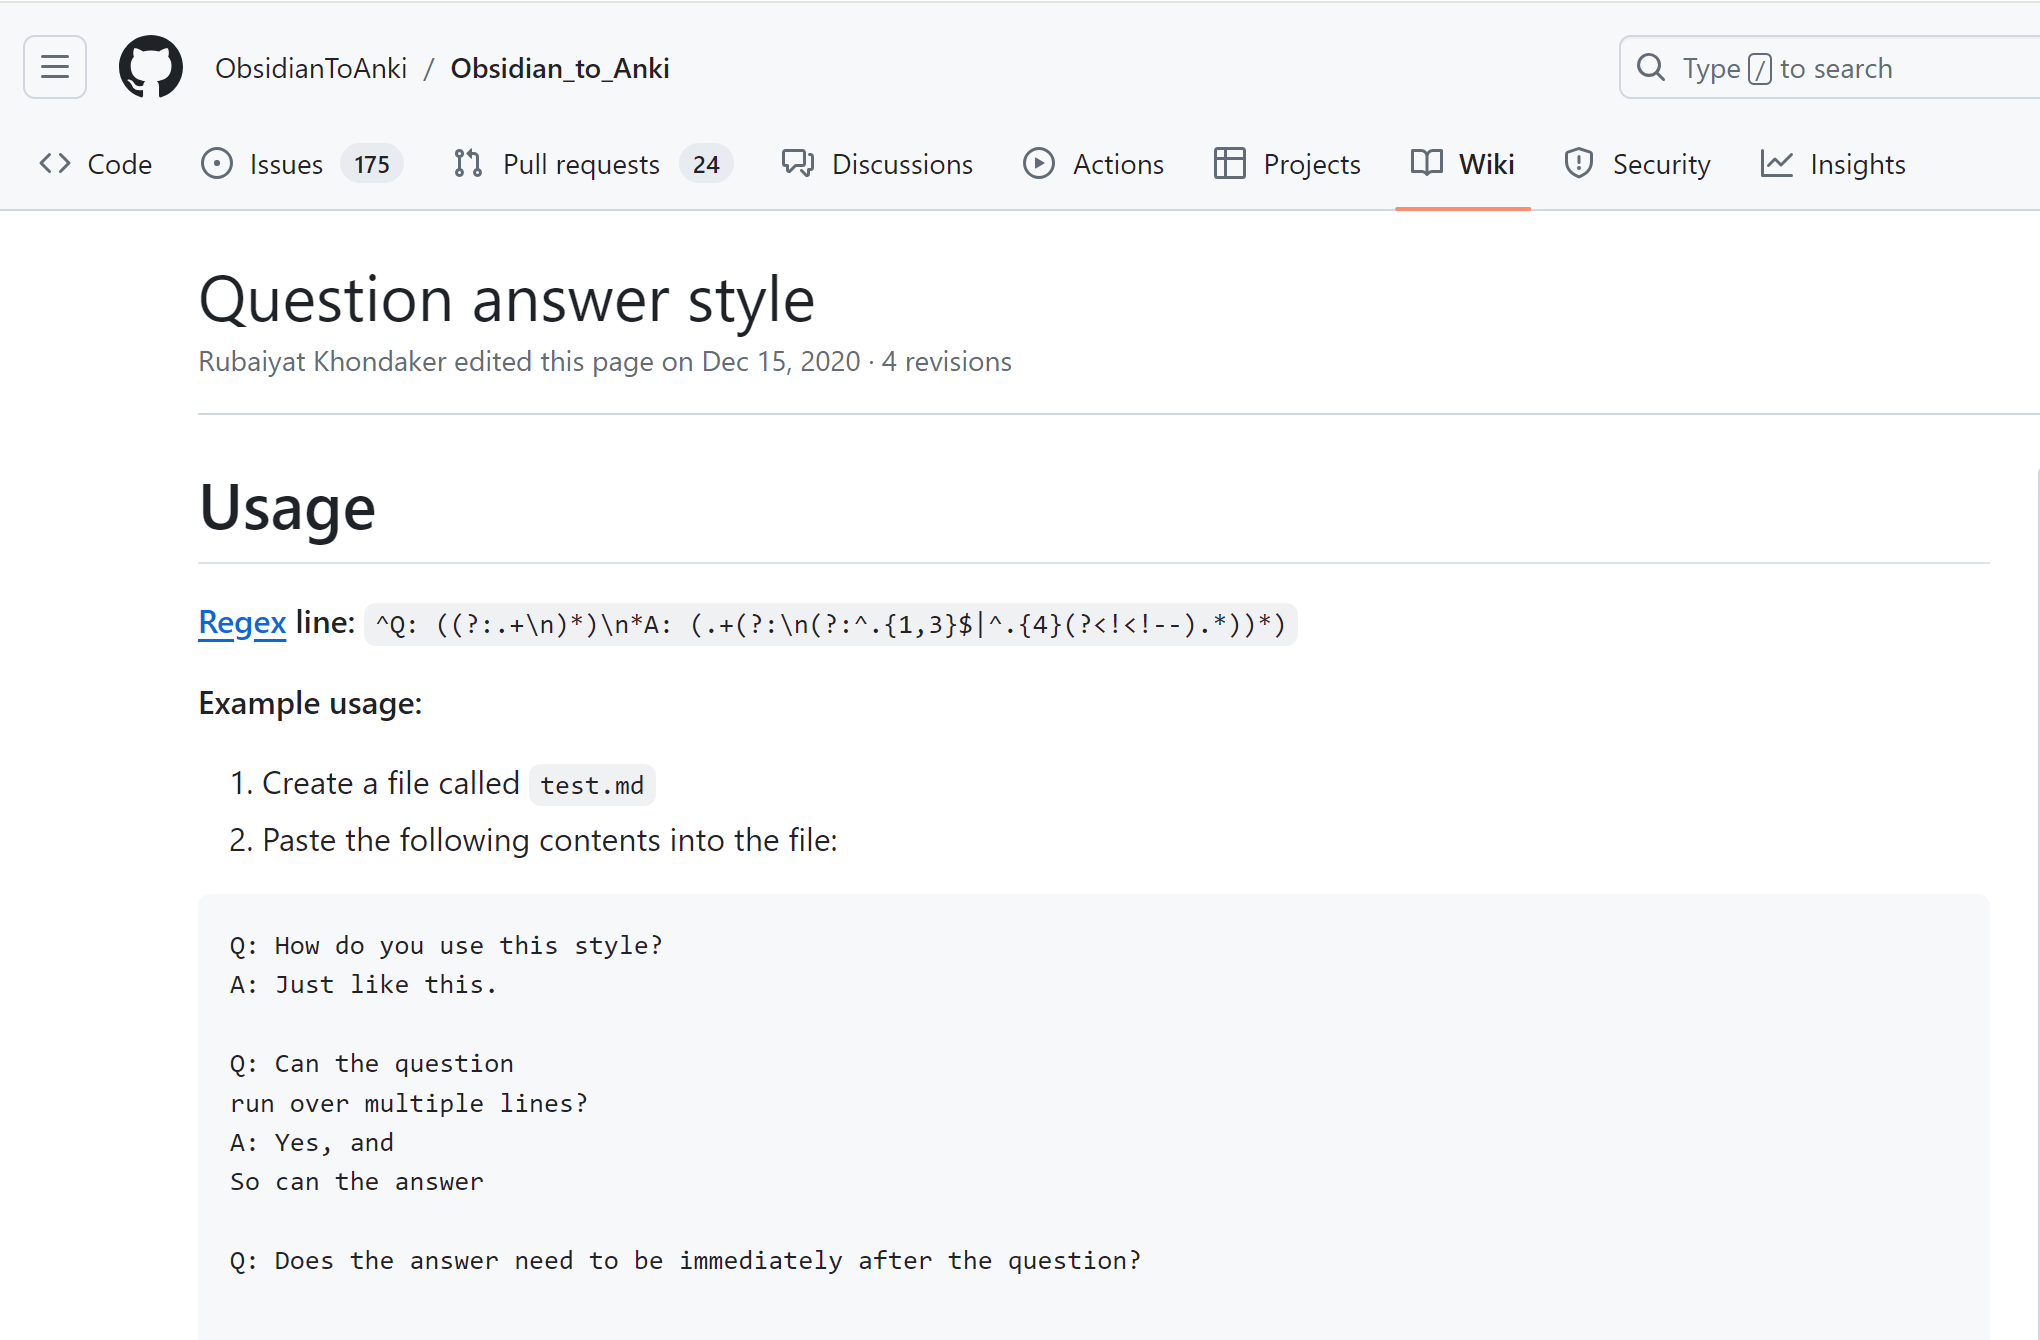 ObsidianToAnki / Obsidian_to_Anki
Type / to search
Code Issues 175 Pull requests 24 Discussions Actions Projects Wiki Security Insights
Question answer style
Rubaiyat Khondaker edited this page on Dec 15, 2020 · 4 revisions
Usage
Regex line: ^Q: ((?:.+\n)*)\n*A: (.+(?:\n(?:^.{1,3}$|^.{4}(?<!<!--).*))*)
Example usage:
1. Create a file called test.md
2. Paste the following contents into the file:
Q: How do you use this style?
A: Just like this.
Q: Can the question
run over multiple lines?
A: Yes, and
So can the answer
Q: Does the answer need to be immediately after the question?